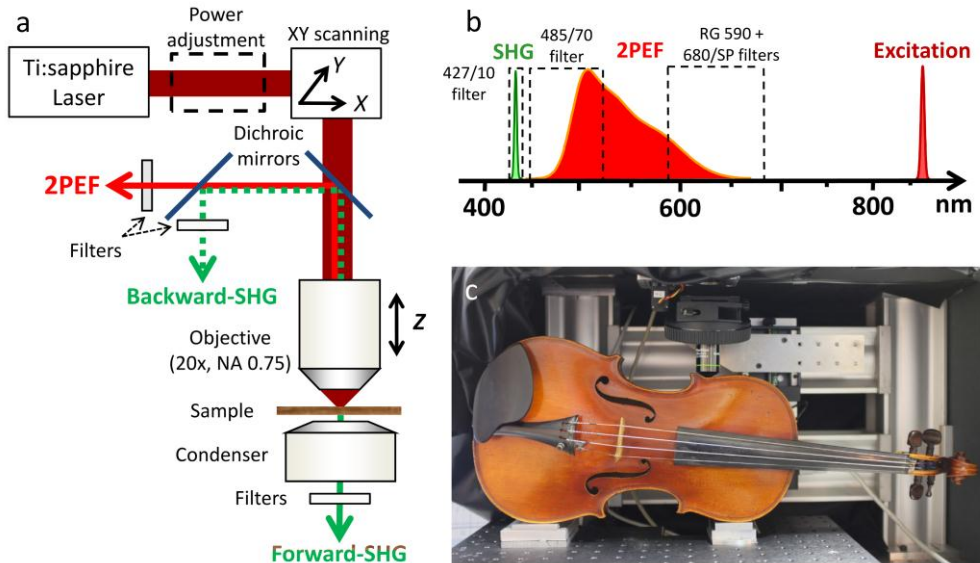 a
Power
adjustment
XY scanning
Ti:sapphire
Laser
Y
X
Dichroic
mirrors
2PEF
Filters
Backward-SHG
Z
Objective
(20x, NA 0.75)
Sample
Condenser
Filters
Forward-SHG
b
SHG
427/10
filter
485/70
filter
2PEF
RG 590 +
680/SP filters
Excitation
400
600
800
nm
c